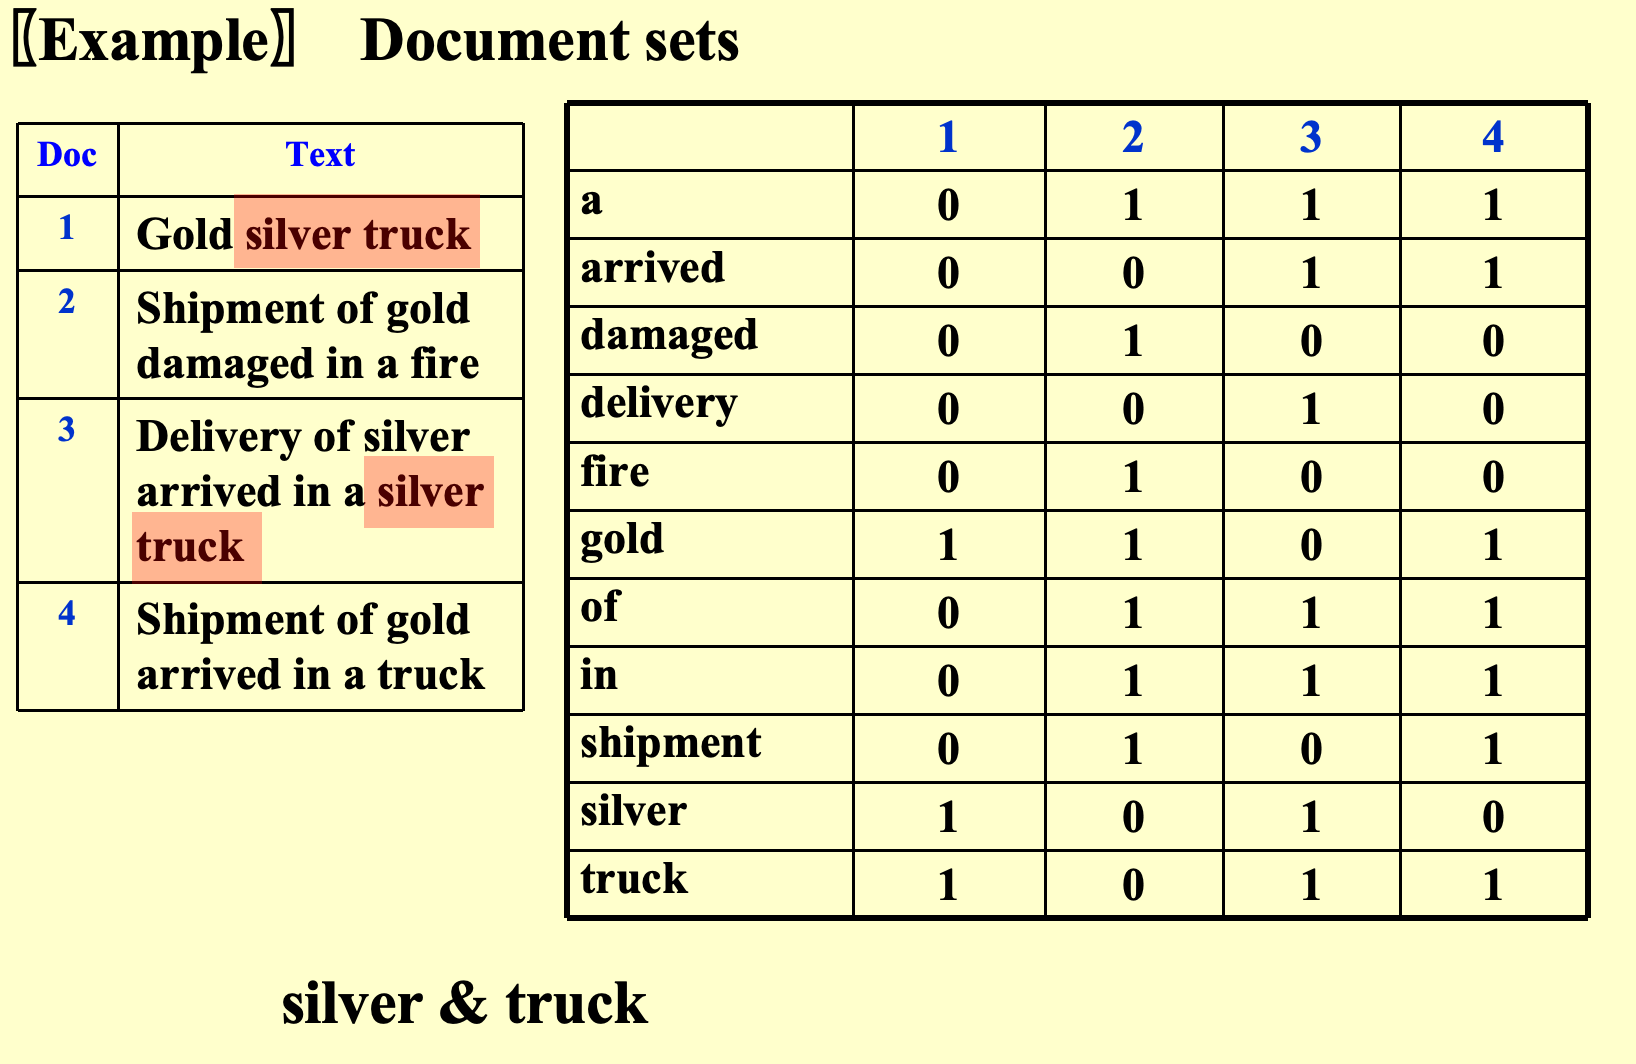 〖Example〗 Document sets
Doc Text
1 Gold silver truck
2 Shipment of gold
damaged in a fire
3 Delivery of silver
arrived in a silver
truck
4 Shipment of gold
arrived in a truck
1 2 3 4
a 0 1 1 1
arrived 0 0 1 1
damaged 0 1 0 0
delivery 0 0 1 0
fire 0 1 0 0
gold 1 1 0 1
of 0 1 1 1
in 0 1 1 1
shipment 0 1 0 1
silver 1 0 1 0
truck 1 0 1 1
silver & truck